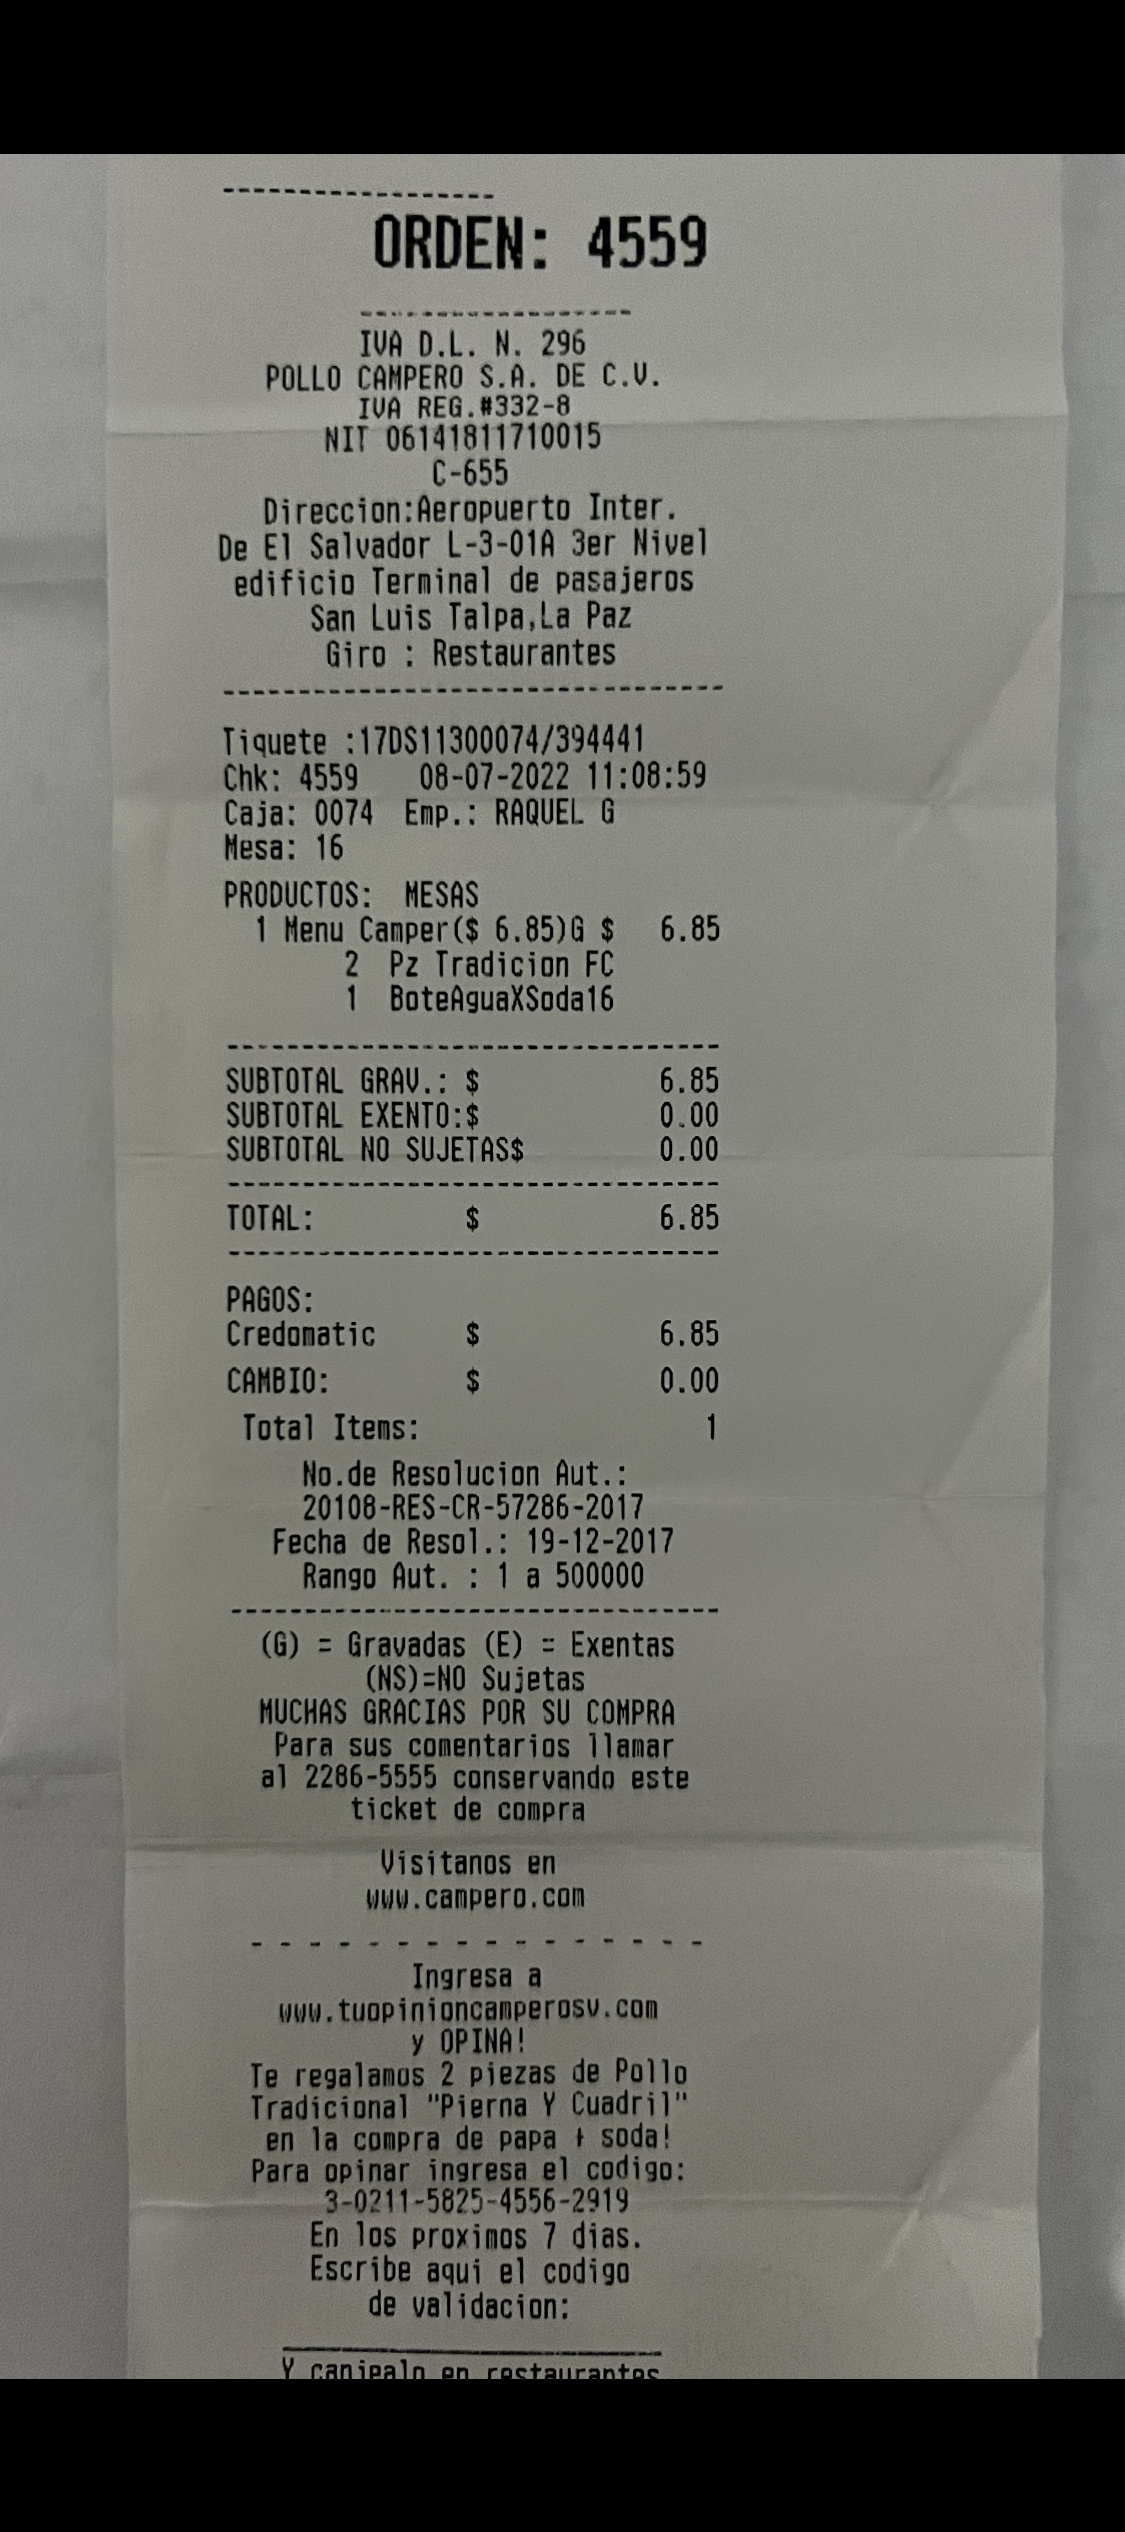 ORDEN: 4559
IVA D.L. N. 296
POLLO CAMPERO S.A. DE C.V.
IVA REG.#332-8
NIT 06141811710015
C-655
Direccion:Aeropuerto Inter.
De El Salvador L-3-01A 3er Nivel
edificio Terminal de pasajeros
San Luis Talpa,La Paz
Giro : Restaurantes
Tiquete :17DS11300074/394441
Chk: 4559 08-07-2022 11:08:59
Caja: 0074 Emp.: RAQUEL G
Mesa: 16
PRODUCTOS: MESAS
1 Menu Camper($ 6.85)G $ 6.85
2 Pz Tradicion FC
1 BoteAguaXSoda16
SUBTOTAL GRAV.: $ 6.85
SUBTOTAL EXENTO:$ 0.00
SUBTOTAL NO SUJETAS$ 0.00
TOTAL: $ 6.85
PAGOS:
Credomatic $ 6.85
CAMBIO: $ 0.00
Total Items: 1
No.de Resolucion Aut.:
20108-RES-CR-57286-2017
Fecha de Resol.: 19-12-2017
Rango Aut. : 1 a 500000
(G) = Gravadas (E) = Exentas
(NS)=NO Sujetas
MUCHAS GRACIAS POR SU COMPRA
Para sus comentarios llamar
al 2286-5555 conservando este
ticket de compra
Visitanos en
www.campero.com
Ingresa a
www.tuopinioncamperosv.com
y OPINA!
Te regalamos 2 piezas de Pollo
Tradicional "Pierna Y Cuadril"
en la compra de papa + soda!
Para opinar ingresa el codigo:
3-0211-5825-4556-2919
En los proximos 7 dias.
Escribe aqui el codigo
de validacion:
Y canjealo en restaurantes